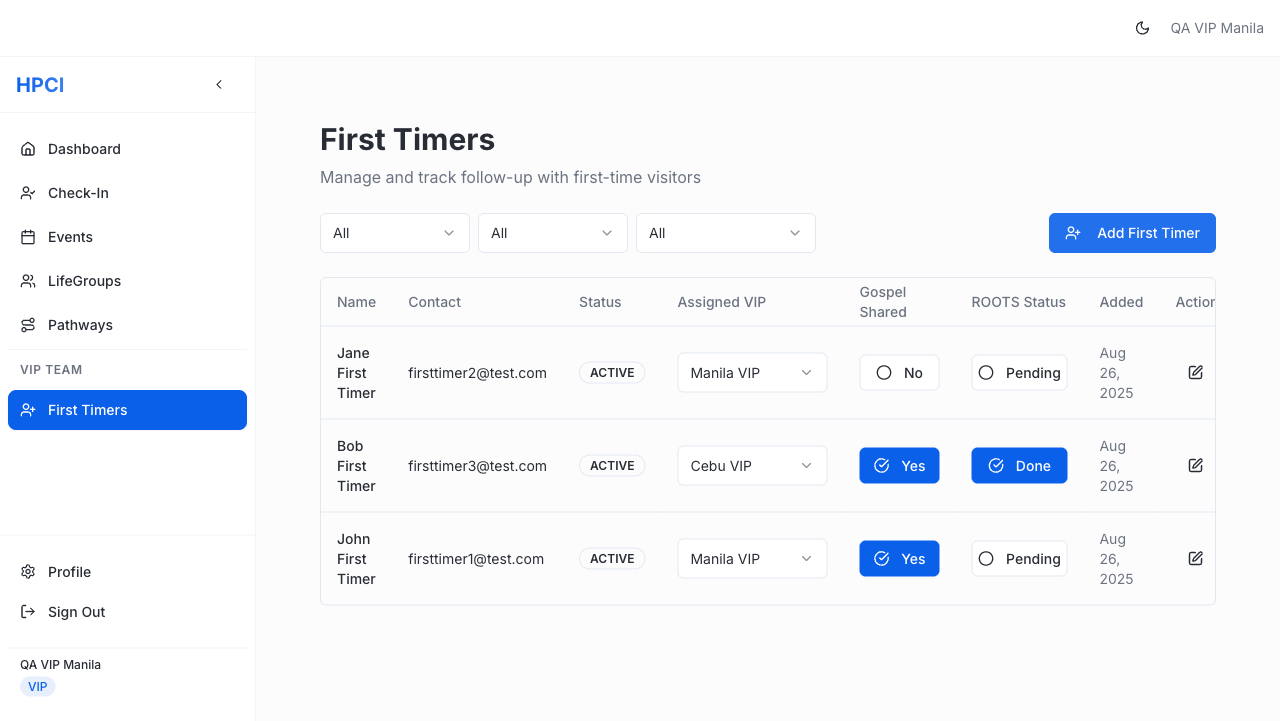 QA VIP Manila
HPCI
Dashboard
Check-In
Events
LifeGroups
Pathways
VIP TEAM
First Timers
Profile
Sign Out
QA VIP Manila
VIP
First Timers
Manage and track follow-up with first-time visitors
All All All Add First Timer
Name Contact Status Assigned VIP Gospel Shared ROOTS Status Added Action
Jane First Timer firsttimer2@test.com ACTIVE Manila VIP No Pending Aug 26, 2025
Bob First Timer firsttimer3@test.com ACTIVE Cebu VIP Yes Done Aug 26, 2025
John First Timer firsttimer1@test.com ACTIVE Manila VIP Yes Pending Aug 26, 2025